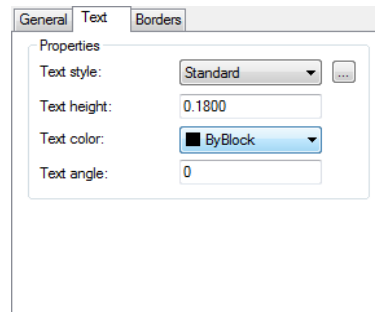 General Text Borders
Properties
Text style: Standard ...
Text height: 0.1800
Text color: ByBlock
Text angle: 0